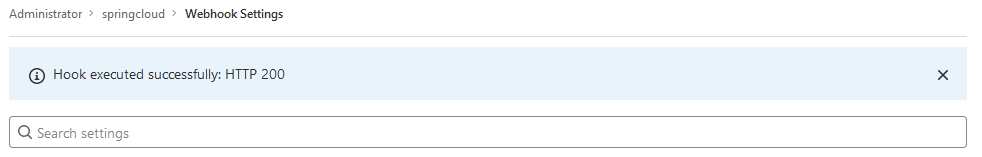 Administrator > springcloud > Webhook Settings
Hook executed successfully: HTTP 200
Search settings